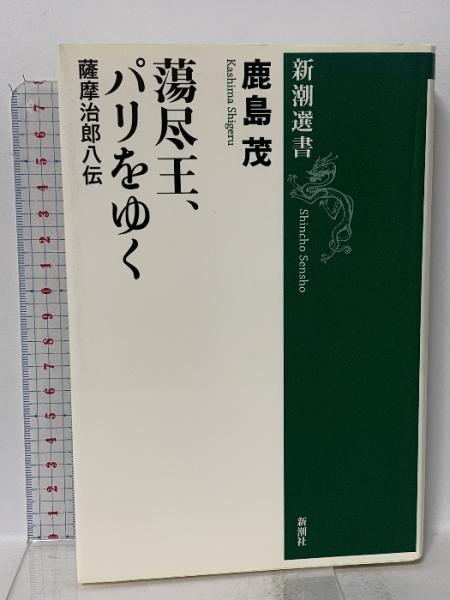 新潮選書
Shincho Sensho
新潮社
鹿島 茂
Kashima Shigeru
蕩尽王、
パリをゆく
薩摩治郎八伝